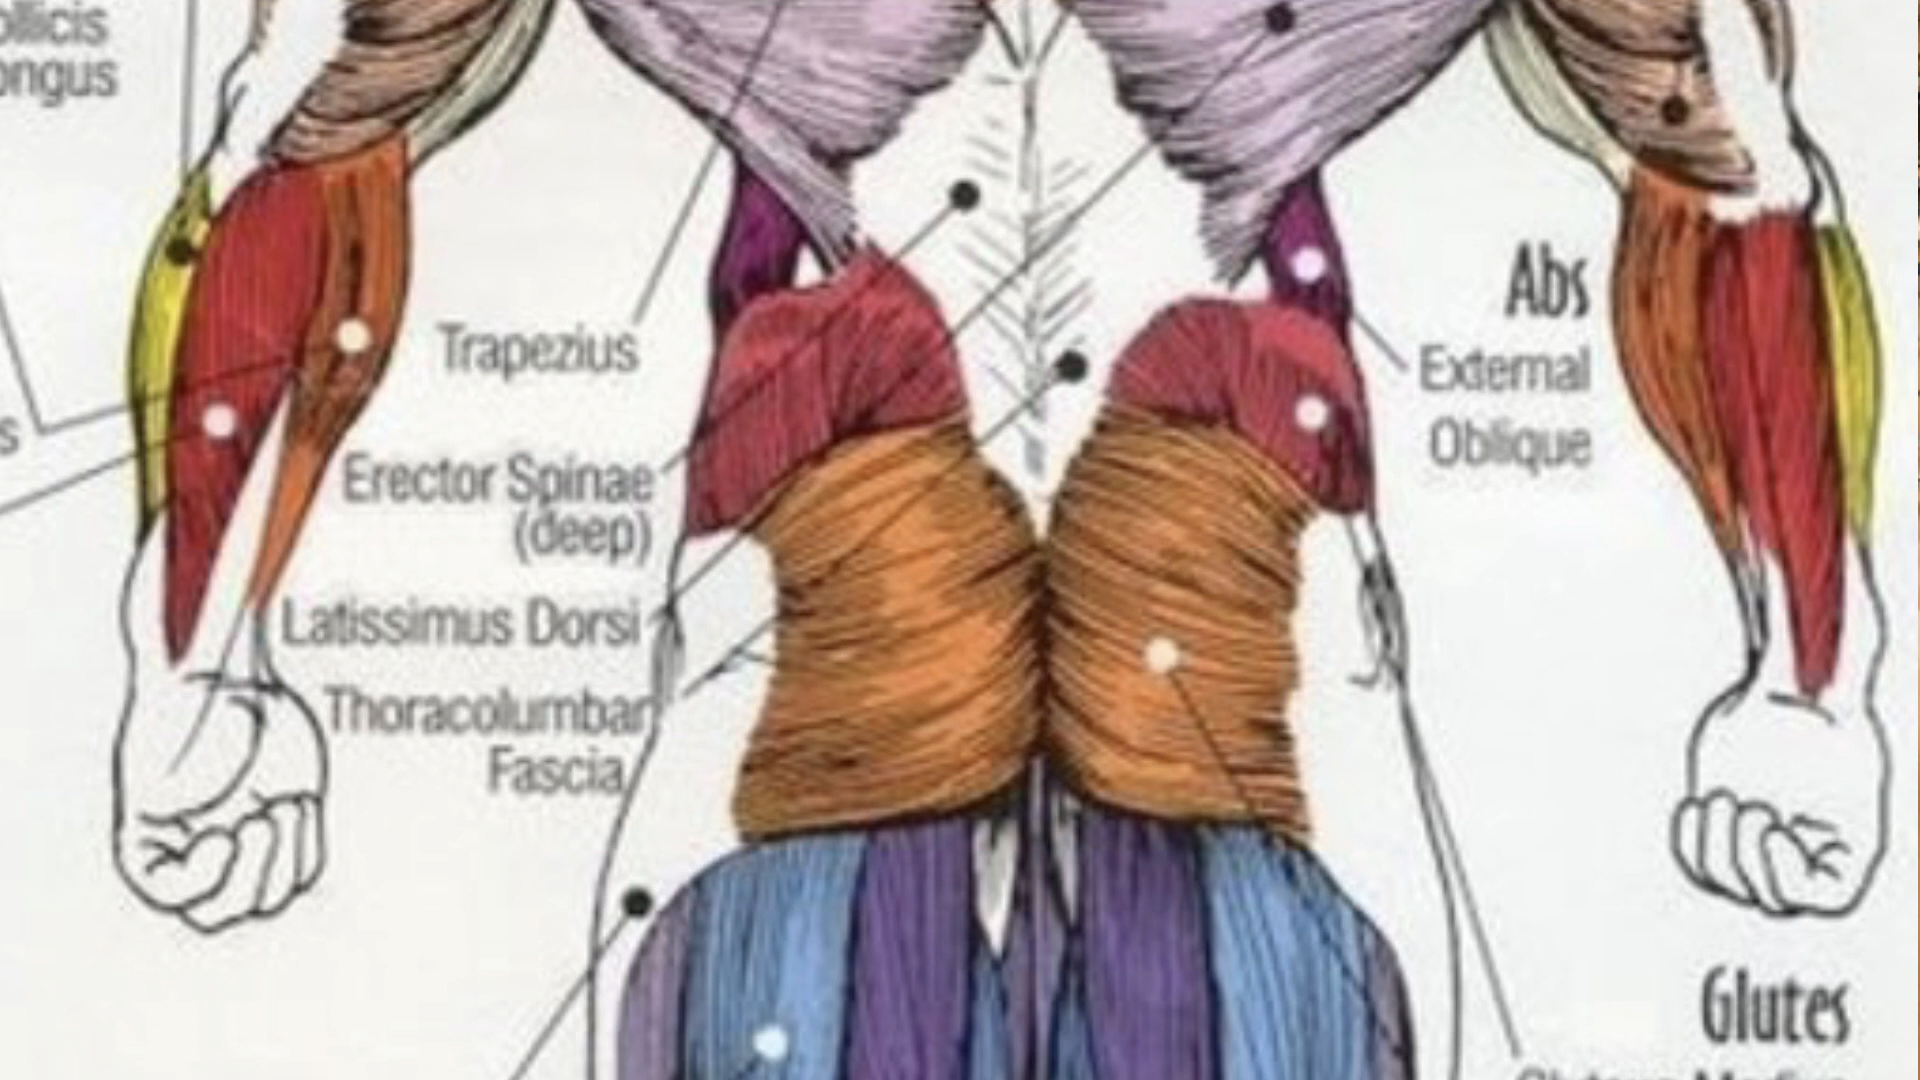 ollicis
ongus
s
Trapezius
Erector Spinae
(deep)
Latissimus Dorsi
Thoracolumbar
Fascia
Abs
External
Oblique
Glutes